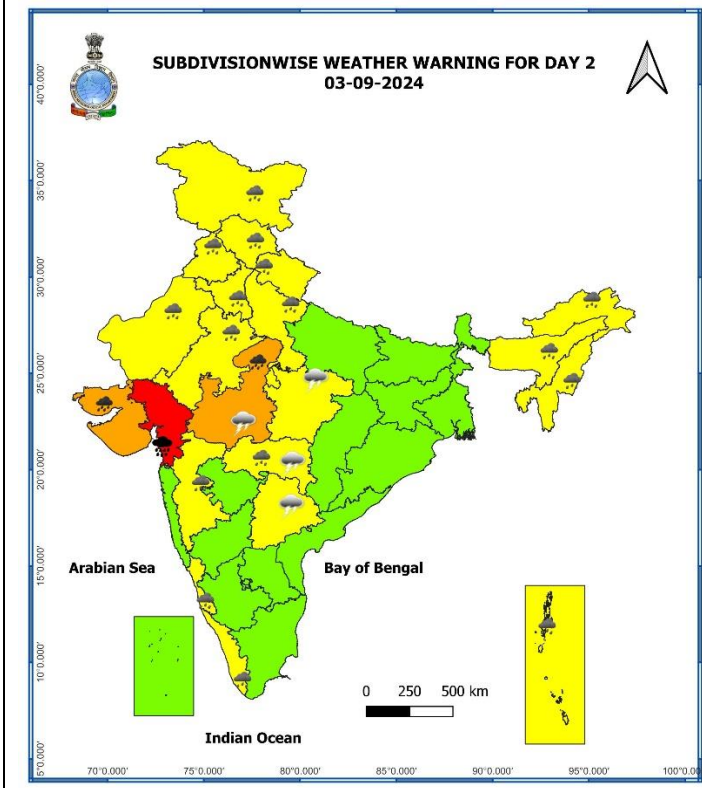 SUBDIVISIONWISE WEATHER WARNING FOR DAY 2
03-09-2024
40°0.000'
35°0.000'
30°0.000'
25°0.000'
20°0.000'
15°0.000'
10°0.000'
5°0.000'
Arabian Sea
Bay of Bengal
0 250 500 km
Indian Ocean
70°0.000' 75°0.000' 80°0.000' 85°0.000' 90°0.000' 95°0.000' 100°0.00